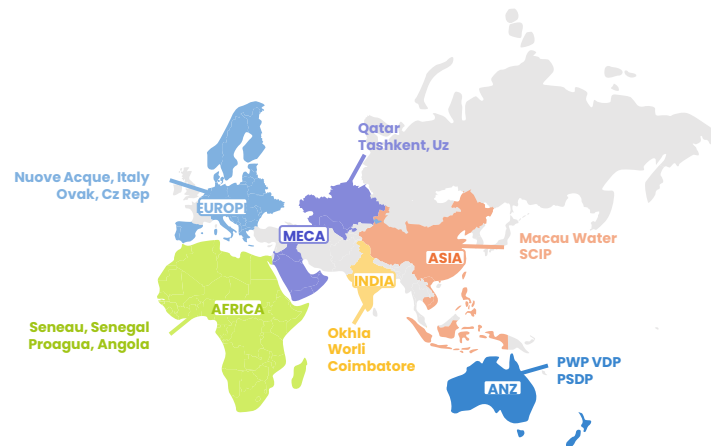 Qatar
Tashkent, Uz
Nuove Acque, Italy
Ovak, Cz Rep
EUROPE
MECA
Macau Water
SCIP
ASIA
INDIA
AFRICA
Seneau, Senegal
Proagua, Angola
Okhla
Worli
Coimbatore
PWP VDP
PSDP
ANZ